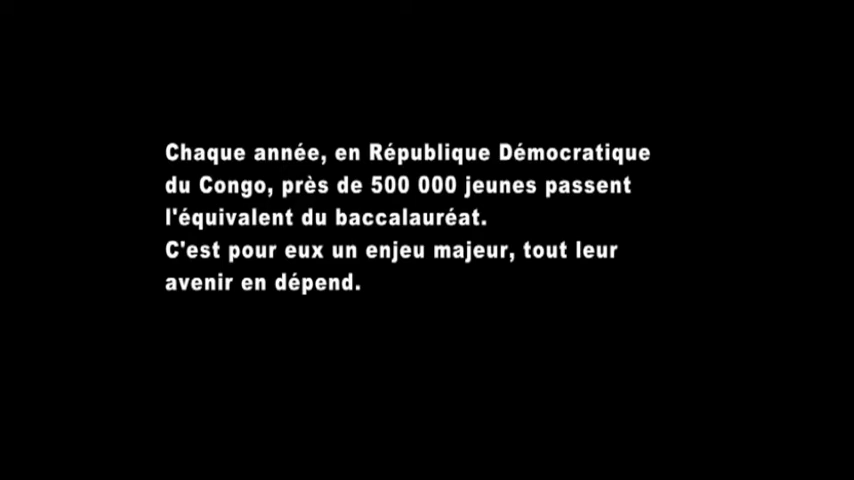 Chaque année, en République Démocratique
du Congo, près de 500 000 jeunes passent
l'équivalent du baccalauréat.
C'est pour eux un enjeu majeur, tout leur
avenir en dépend.